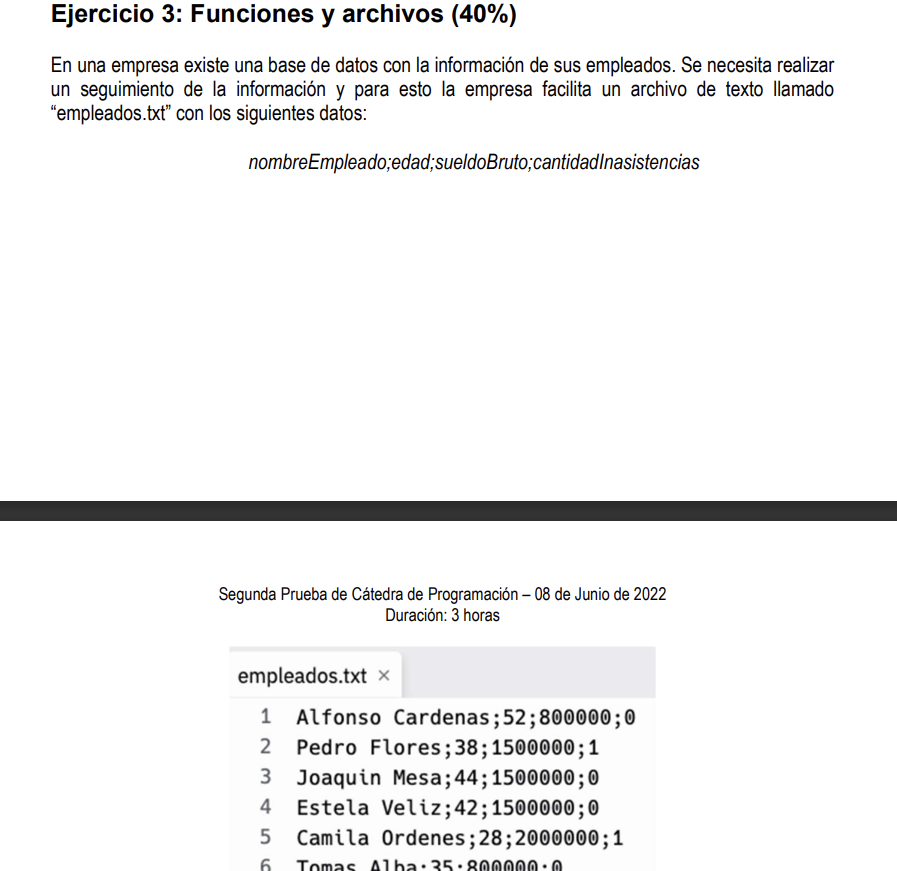 Ejercicio 3: Funciones y archivos (40%)
En una empresa existe una base de datos con la información de sus empleados. Se necesita realizar
un seguimiento de la información y para esto la empresa facilita un archivo de texto llamado
“empleados.txt” con los siguientes datos:
nombreEmpleado;edad;sueldoBruto;cantidadInasistencias
Segunda Prueba de Cátedra de Programación – 08 de Junio de 2022
Duración: 3 horas
empleados.txt ×
1 Alfonso Cardenas;52;800000;0
2 Pedro Flores;38;1500000;1
3 Joaquin Mesa;44;1500000;0
4 Estela Veliz;42;1500000;0
5 Camila Ordenes;28;2000000;1
6 Tomas Alba;35;800000;0